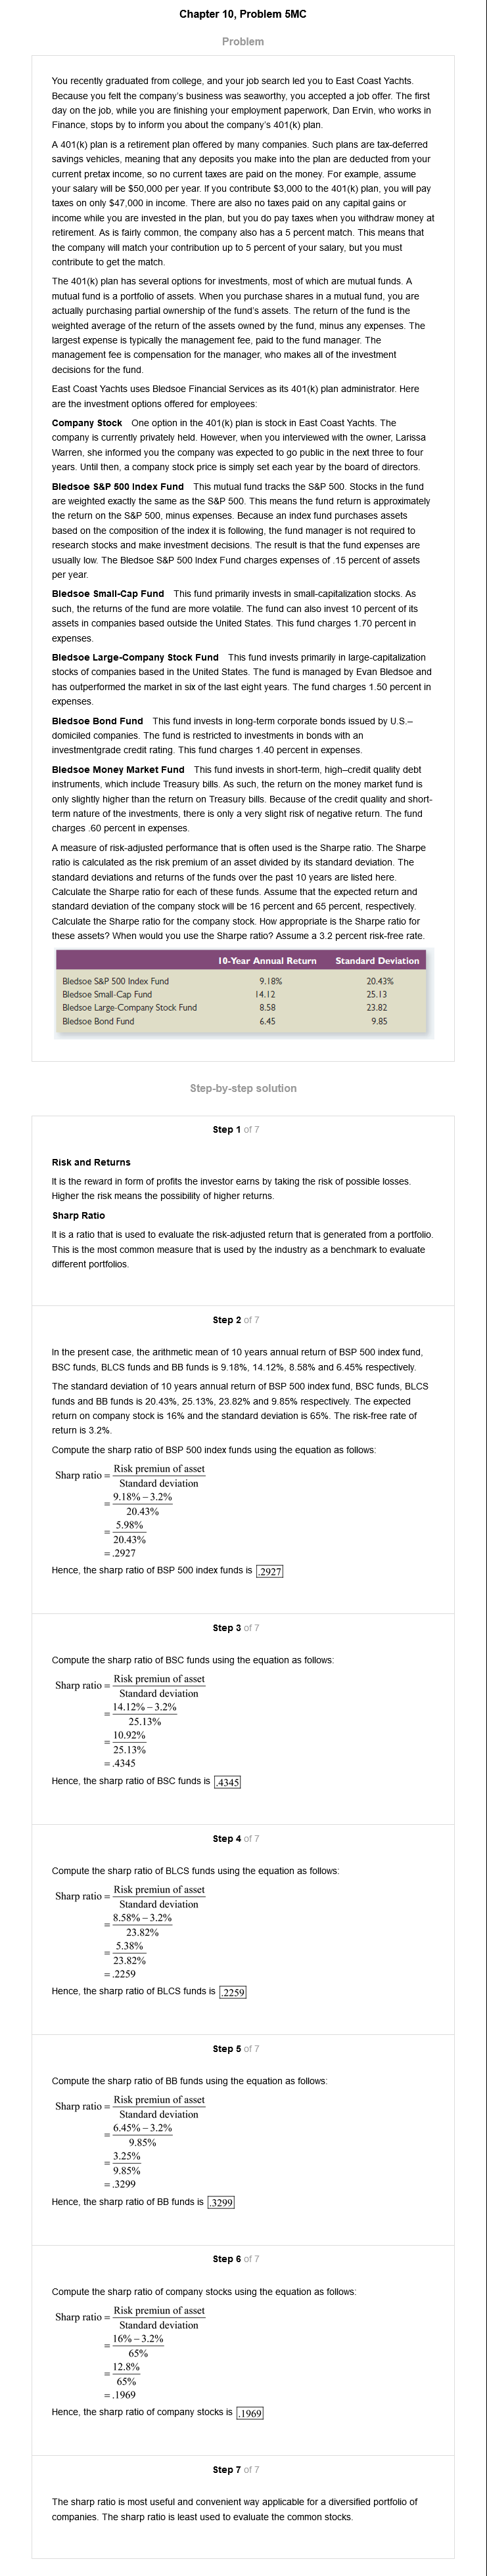 Chapter 10, Problem 5MC
Problem
You recently graduated from college, and your job search led you to East Coast Yachts.
Because you felt the company's business was seaworthy, you accepted a job offer. The first
day on the job, while you are finishing your employment paperwork, Dan Ervin, who works in
Finance, stops by to inform you about the company's 401(k) plan.
A 401(k) plan is a retirement plan offered by many companies. Such plans are tax-deferred
savings vehicles, meaning that any deposits you make into the plan are deducted from your
current pretax income, so no current taxes are paid on the money. For example, assume
your salary will be $50,000 per year. If you contribute $3,000 to the 401(k) plan, you will pay
taxes on only $47,000 in income. There are also no taxes paid on any capital gains or
income while you are invested in the plan, but you do pay taxes when you withdraw money at
retirement. As is fairly common, the company also has a 5 percent match. This means that
the company will match your contribution up to 5 percent of your salary, but you must
contribute to get the match.
The 401(k) plan has several options for investments, most of which are mutual funds. A
mutual fund is a portfolio of assets. When you purchase shares in a mutual fund, you are
actually purchasing partial ownership of the fund's assets. The return of the fund is the
weighted average of the return of the assets owned by the fund, minus any expenses. The
largest expense is typically the management fee, paid to the fund manager. The
management fee is compensation for the manager, who makes all of the investment
decisions for the fund.
East Coast Yachts uses Bledsoe Financial Services as its 401(k) plan administrator. Here
are the investment options offered for employees:
Company Stock One option in the 401(k) plan is stock in East Coast Yachts. The
company is currently privately held. However, when you interviewed with the owner, Larissa
Warren, she informed you the company was expected to go public in the next three to four
years. Until then, a company stock price is simply set each year by the board of directors.
Bledsoe S&P 500 Index Fund This mutual fund tracks the S&P 500. Stocks in the fund
are weighted exactly the same as the S&P 500. This means the fund return is approximately
the return on the S&P 500, minus expenses. Because an index fund purchases assets
based on the composition of the index it is following, the fund manager is not required to
research stocks and make investment decisions. The result is that the fund expenses are
usually low. The Bledsoe S&P 500 Index Fund charges expenses of .15 percent of assets
per year.
Bledsoe Small-Cap Fund This fund primarily invests in small-capitalization stocks. As
such, the returns of the fund are more volatile. The fund can also invest 10 percent of its
assets in companies based outside the United States. This fund charges 1.70 percent in
expenses.
Bledsoe Large-Company Stock Fund This fund invests primarily in large-capitalization
stocks of companies based in the United States. The fund is managed by Evan Bledsoe and
has outperformed the market in six of the last eight years. The fund charges 1.50 percent in
expenses.
Bledsoe Bond Fund This fund invests in long-term corporate bonds issued by U.S.–
domiciled companies. The fund is restricted to investments in bonds with an
investmentgrade credit rating. This fund charges 1.40 percent in expenses.
Bledsoe Money Market Fund This fund invests in short-term, high–credit quality debt
instruments, which include Treasury bills. As such, the return on the money market fund is
only slightly higher than the return on Treasury bills. Because of the credit quality and short-
term nature of the investments, there is only a very slight risk of negative return. The fund
charges .60 percent in expenses.
A measure of risk-adjusted performance that is often used is the Sharpe ratio. The Sharpe
ratio is calculated as the risk premium of an asset divided by its standard deviation. The
standard deviations and returns of the funds over the past 10 years are listed here.
Calculate the Sharpe ratio for each of these funds. Assume that the expected return and
standard deviation of the company stock will be 16 percent and 65 percent, respectively.
Calculate the Sharpe ratio for the company stock. How appropriate is the Sharpe ratio for
these assets? When would you use the Sharpe ratio? Assume a 3.2 percent risk-free rate.
10-Year Annual Return Standard Deviation
Bledsoe S&P 500 Index Fund 9.18% 20.43%
Bledsoe Small-Cap Fund 14.12 25.13
Bledsoe Large-Company Stock Fund 8.58 23.82
Bledsoe Bond Fund 6.45 9.85
Step-by-step solution
Step 1 of 7
Risk and Returns
It is the reward in form of profits the investor earns by taking the risk of possible losses.
Higher the risk means the possibility of higher returns.
Sharp Ratio
It is a ratio that is used to evaluate the risk-adjusted return that is generated from a portfolio.
This is the most common measure that is used by the industry as a benchmark to evaluate
different portfolios.
Step 2 of 7
In the present case, the arithmetic mean of 10 years annual return of BSP 500 index fund,
BSC funds, BLCS funds and BB funds is 9.18%, 14.12%, 8.58% and 6.45% respectively.
The standard deviation of 10 years annual return of BSP 500 index fund, BSC funds, BLCS
funds and BB funds is 20.43%, 25.13%, 23.82% and 9.85% respectively. The expected
return on company stock is 16% and the standard deviation is 65%. The risk-free rate of
return is 3.2%.
Compute the sharp ratio of BSP 500 index funds using the equation as follows:
Sharp ratio = Risk premiun of asset
Standard deviation
= 9.18% – 3.2%
20.43%
= 5.98%
20.43%
= .2927
Hence, the sharp ratio of BSP 500 index funds is .2927
Step 3 of 7
Compute the sharp ratio of BSC funds using the equation as follows:
Sharp ratio = Risk premiun of asset
Standard deviation
= 14.12% – 3.2%
25.13%
= 10.92%
25.13%
= .4345
Hence, the sharp ratio of BSC funds is .4345
Step 4 of 7
Compute the sharp ratio of BLCS funds using the equation as follows:
Sharp ratio = Risk premiun of asset
Standard deviation
= 8.58% – 3.2%
23.82%
= 5.38%
23.82%
= .2259
Hence, the sharp ratio of BLCS funds is .2259
Step 5 of 7
Compute the sharp ratio of BB funds using the equation as follows:
Sharp ratio = Risk premiun of asset
Standard deviation
= 6.45% – 3.2%
9.85%
= 3.25%
9.85%
= .3299
Hence, the sharp ratio of BB funds is .3299
Step 6 of 7
Compute the sharp ratio of company stocks using the equation as follows:
Sharp ratio = Risk premiun of asset
Standard deviation
= 16% – 3.2%
65%
= 12.8%
65%
= .1969
Hence, the sharp ratio of company stocks is .1969
Step 7 of 7
The sharp ratio is most useful and convenient way applicable for a diversified portfolio of
companies. The sharp ratio is least used to evaluate the common stocks.